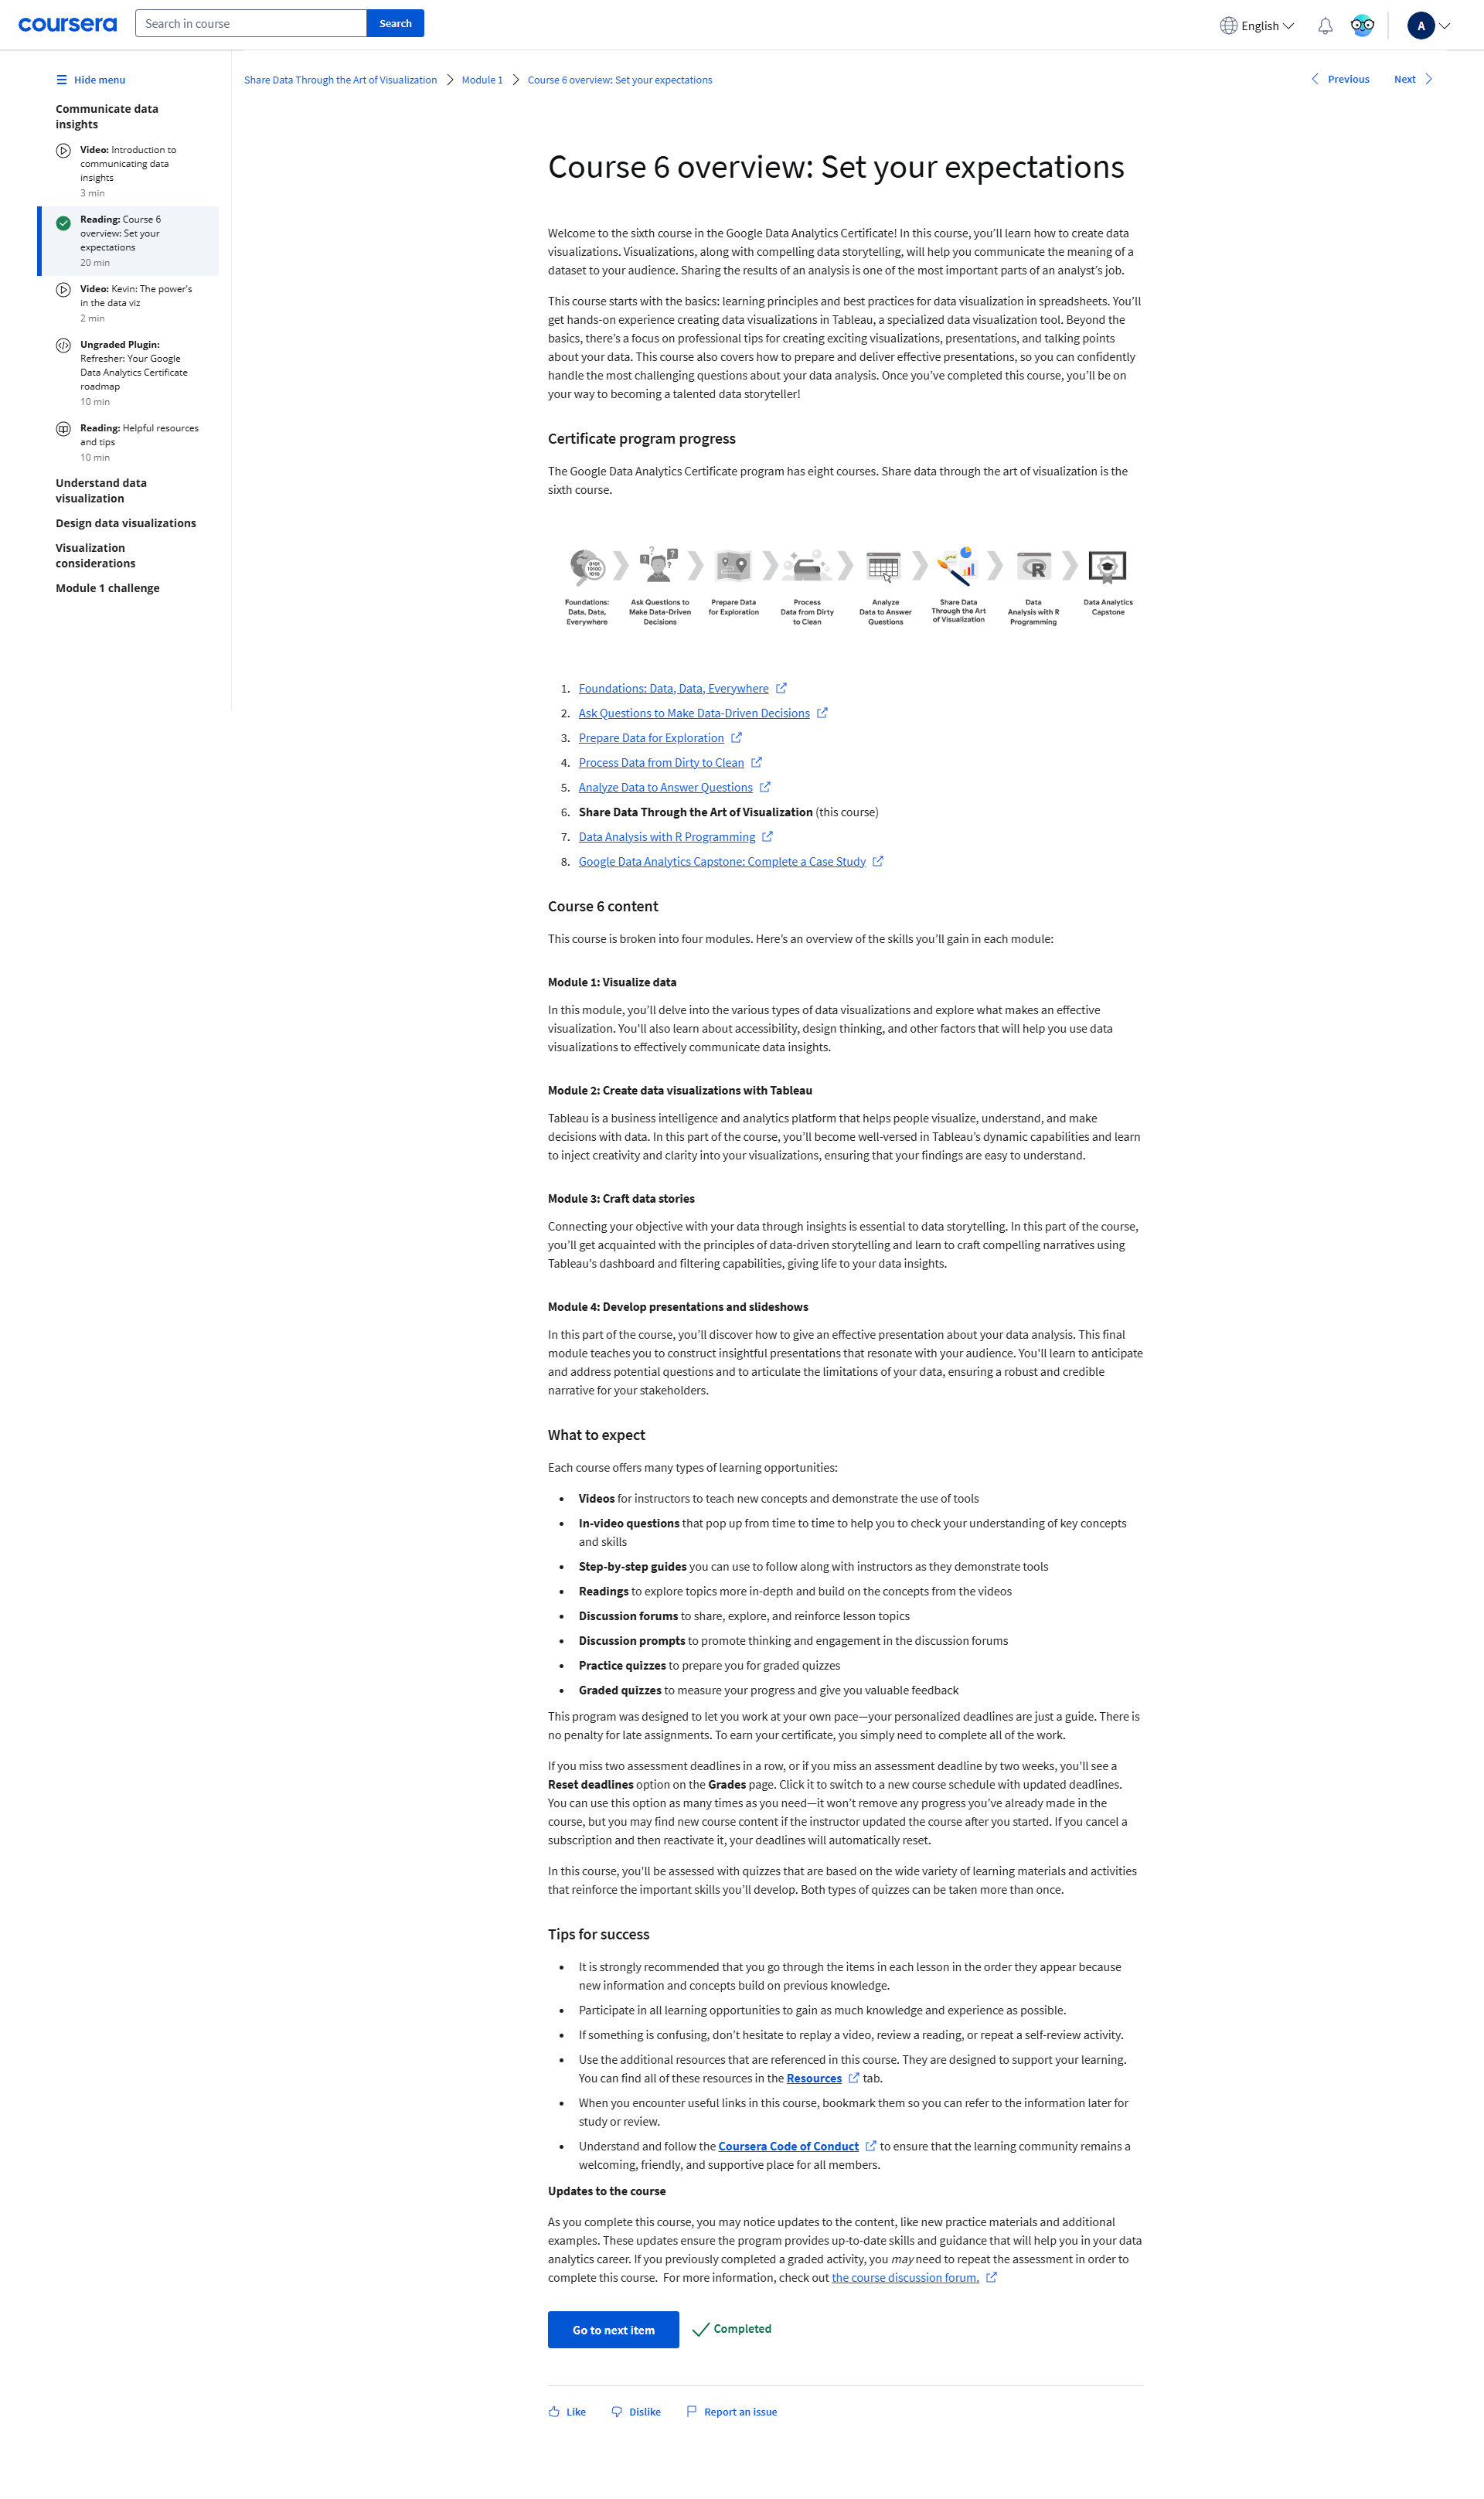 coursera
Search in course
Search
English
A
Hide menu
Communicate data
insights
Video: Introduction to
communicating data
insights
3 min
Reading: Course 6
overview: Set your
expectations
20 min
Video: Kevin: The power's
in the data viz
2 min
Ungraded Plugin:
Refresher: Your Google
Data Analytics Certificate
roadmap
10 min
Reading: Helpful resources
and tips
10 min
Understand data
visualization
Design data visualizations
Visualization
considerations
Module 1 challenge
Share Data Through the Art of Visualization
Module 1
Course 6 overview: Set your expectations
Previous
Next
Course 6 overview: Set your expectations
Welcome to the sixth course in the Google Data Analytics Certificate! In this course, you’ll learn how to create data
visualizations. Visualizations, along with compelling data storytelling, will help you communicate the meaning of a
dataset to your audience. Sharing the results of an analysis is one of the most important parts of an analyst’s job.
This course starts with the basics: learning principles and best practices for data visualization in spreadsheets. You’ll
get hands-on experience creating data visualizations in Tableau, a specialized data visualization tool. Beyond the
basics, there’s a focus on professional tips for creating exciting visualizations, presentations, and talking points
about your data. This course also covers how to prepare and deliver effective presentations, so you can confidently
handle the most challenging questions about your data analysis. Once you’ve completed this course, you’ll be on
your way to becoming a talented data storyteller!
Certificate program progress
The Google Data Analytics Certificate program has eight courses. Share data through the art of visualization is the
sixth course.
0101
1010
1010
? ? ?
R
Foundations:
Data, Data,
Everywhere
Ask Questions to
Make Data-Driven
Decisions
Prepare Data
for Exploration
Process
Data from Dirty
to Clean
Analyze
Data to Answer
Questions
Share Data
Through the Art
of Visualization
Data
Analysis with R
Programming
Data Analytics
Capstone
1. Foundations: Data, Data, Everywhere
2. Ask Questions to Make Data-Driven Decisions
3. Prepare Data for Exploration
4. Process Data from Dirty to Clean
5. Analyze Data to Answer Questions
6. Share Data Through the Art of Visualization (this course)
7. Data Analysis with R Programming
8. Google Data Analytics Capstone: Complete a Case Study
Course 6 content
This course is broken into four modules. Here’s an overview of the skills you’ll gain in each module:
Module 1: Visualize data
In this module, you’ll delve into the various types of data visualizations and explore what makes an effective
visualization. You'll also learn about accessibility, design thinking, and other factors that will help you use data
visualizations to effectively communicate data insights.
Module 2: Create data visualizations with Tableau
Tableau is a business intelligence and analytics platform that helps people visualize, understand, and make
decisions with data. In this part of the course, you’ll become well-versed in Tableau’s dynamic capabilities and learn
to inject creativity and clarity into your visualizations, ensuring that your findings are easy to understand.
Module 3: Craft data stories
Connecting your objective with your data through insights is essential to data storytelling. In this part of the course,
you’ll get acquainted with the principles of data-driven storytelling and learn to craft compelling narratives using
Tableau's dashboard and filtering capabilities, giving life to your data insights.
Module 4: Develop presentations and slideshows
In this part of the course, you’ll discover how to give an effective presentation about your data analysis. This final
module teaches you to construct insightful presentations that resonate with your audience. You'll learn to anticipate
and address potential questions and to articulate the limitations of your data, ensuring a robust and credible
narrative for your stakeholders.
What to expect
Each course offers many types of learning opportunities:
• Videos for instructors to teach new concepts and demonstrate the use of tools
• In-video questions that pop up from time to time to help you to check your understanding of key concepts
and skills
• Step-by-step guides you can use to follow along with instructors as they demonstrate tools
• Readings to explore topics more in-depth and build on the concepts from the videos
• Discussion forums to share, explore, and reinforce lesson topics
• Discussion prompts to promote thinking and engagement in the discussion forums
• Practice quizzes to prepare you for graded quizzes
• Graded quizzes to measure your progress and give you valuable feedback
This program was designed to let you work at your own pace—your personalized deadlines are just a guide. There is
no penalty for late assignments. To earn your certificate, you simply need to complete all of the work.
If you miss two assessment deadlines in a row, or if you miss an assessment deadline by two weeks, you'll see a
Reset deadlines option on the Grades page. Click it to switch to a new course schedule with updated deadlines.
You can use this option as many times as you need—it won’t remove any progress you’ve already made in the
course, but you may find new course content if the instructor updated the course after you started. If you cancel a
subscription and then reactivate it, your deadlines will automatically reset.
In this course, you'll be assessed with quizzes that are based on the wide variety of learning materials and activities
that reinforce the important skills you’ll develop. Both types of quizzes can be taken more than once.
Tips for success
• It is strongly recommended that you go through the items in each lesson in the order they appear because
new information and concepts build on previous knowledge.
• Participate in all learning opportunities to gain as much knowledge and experience as possible.
• If something is confusing, don’t hesitate to replay a video, review a reading, or repeat a self-review activity.
• Use the additional resources that are referenced in this course. They are designed to support your learning.
You can find all of these resources in the Resources tab.
• When you encounter useful links in this course, bookmark them so you can refer to the information later for
study or review.
• Understand and follow the Coursera Code of Conduct to ensure that the learning community remains a
welcoming, friendly, and supportive place for all members.
Updates to the course
As you complete this course, you may notice updates to the content, like new practice materials and additional
examples. These updates ensure the program provides up-to-date skills and guidance that will help you in your data
analytics career. If you previously completed a graded activity, you may need to repeat the assessment in order to
complete this course.  For more information, check out the course discussion forum.
Go to next item
Completed
Like
Dislike
Report an issue